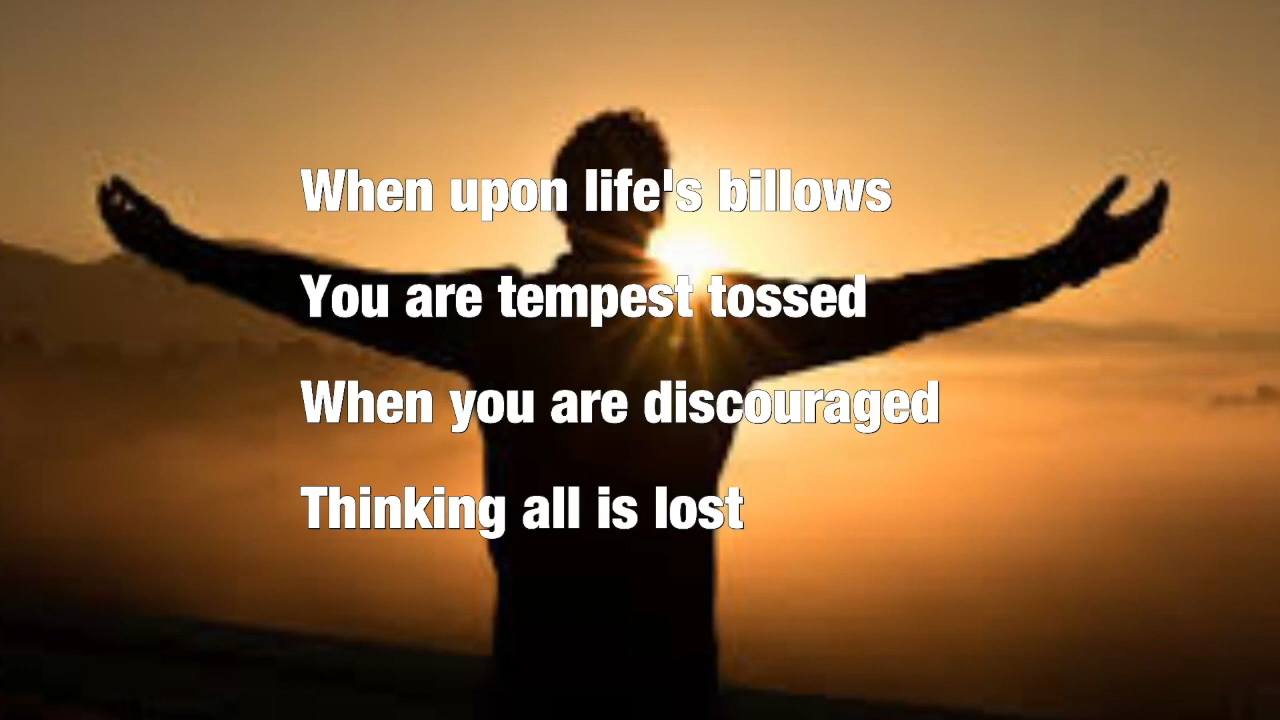 When upon life's billows
You are tempest tossed
When you are discouraged
Thinking all is lost